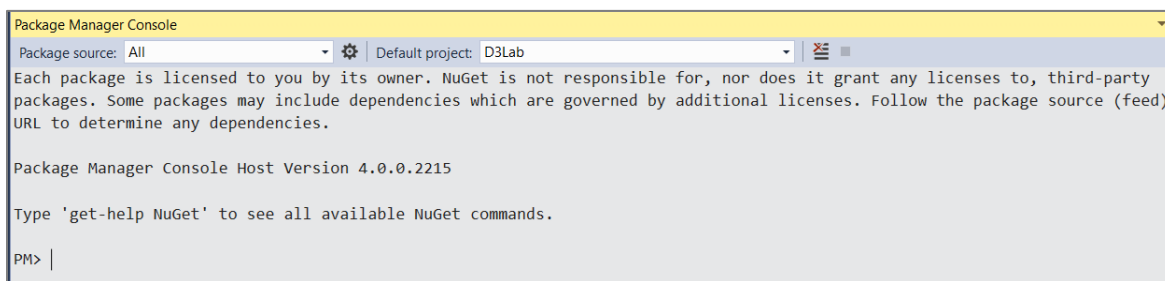 Package Manager Console
Package source: All Default project: D3Lab
Each package is licensed to you by its owner. NuGet is not responsible for, nor does it grant any licenses to, third-party
packages. Some packages may include dependencies which are governed by additional licenses. Follow the package source (feed)
URL to determine any dependencies.
Package Manager Console Host Version 4.0.0.2215
Type 'get-help NuGet' to see all available NuGet commands.
PM>